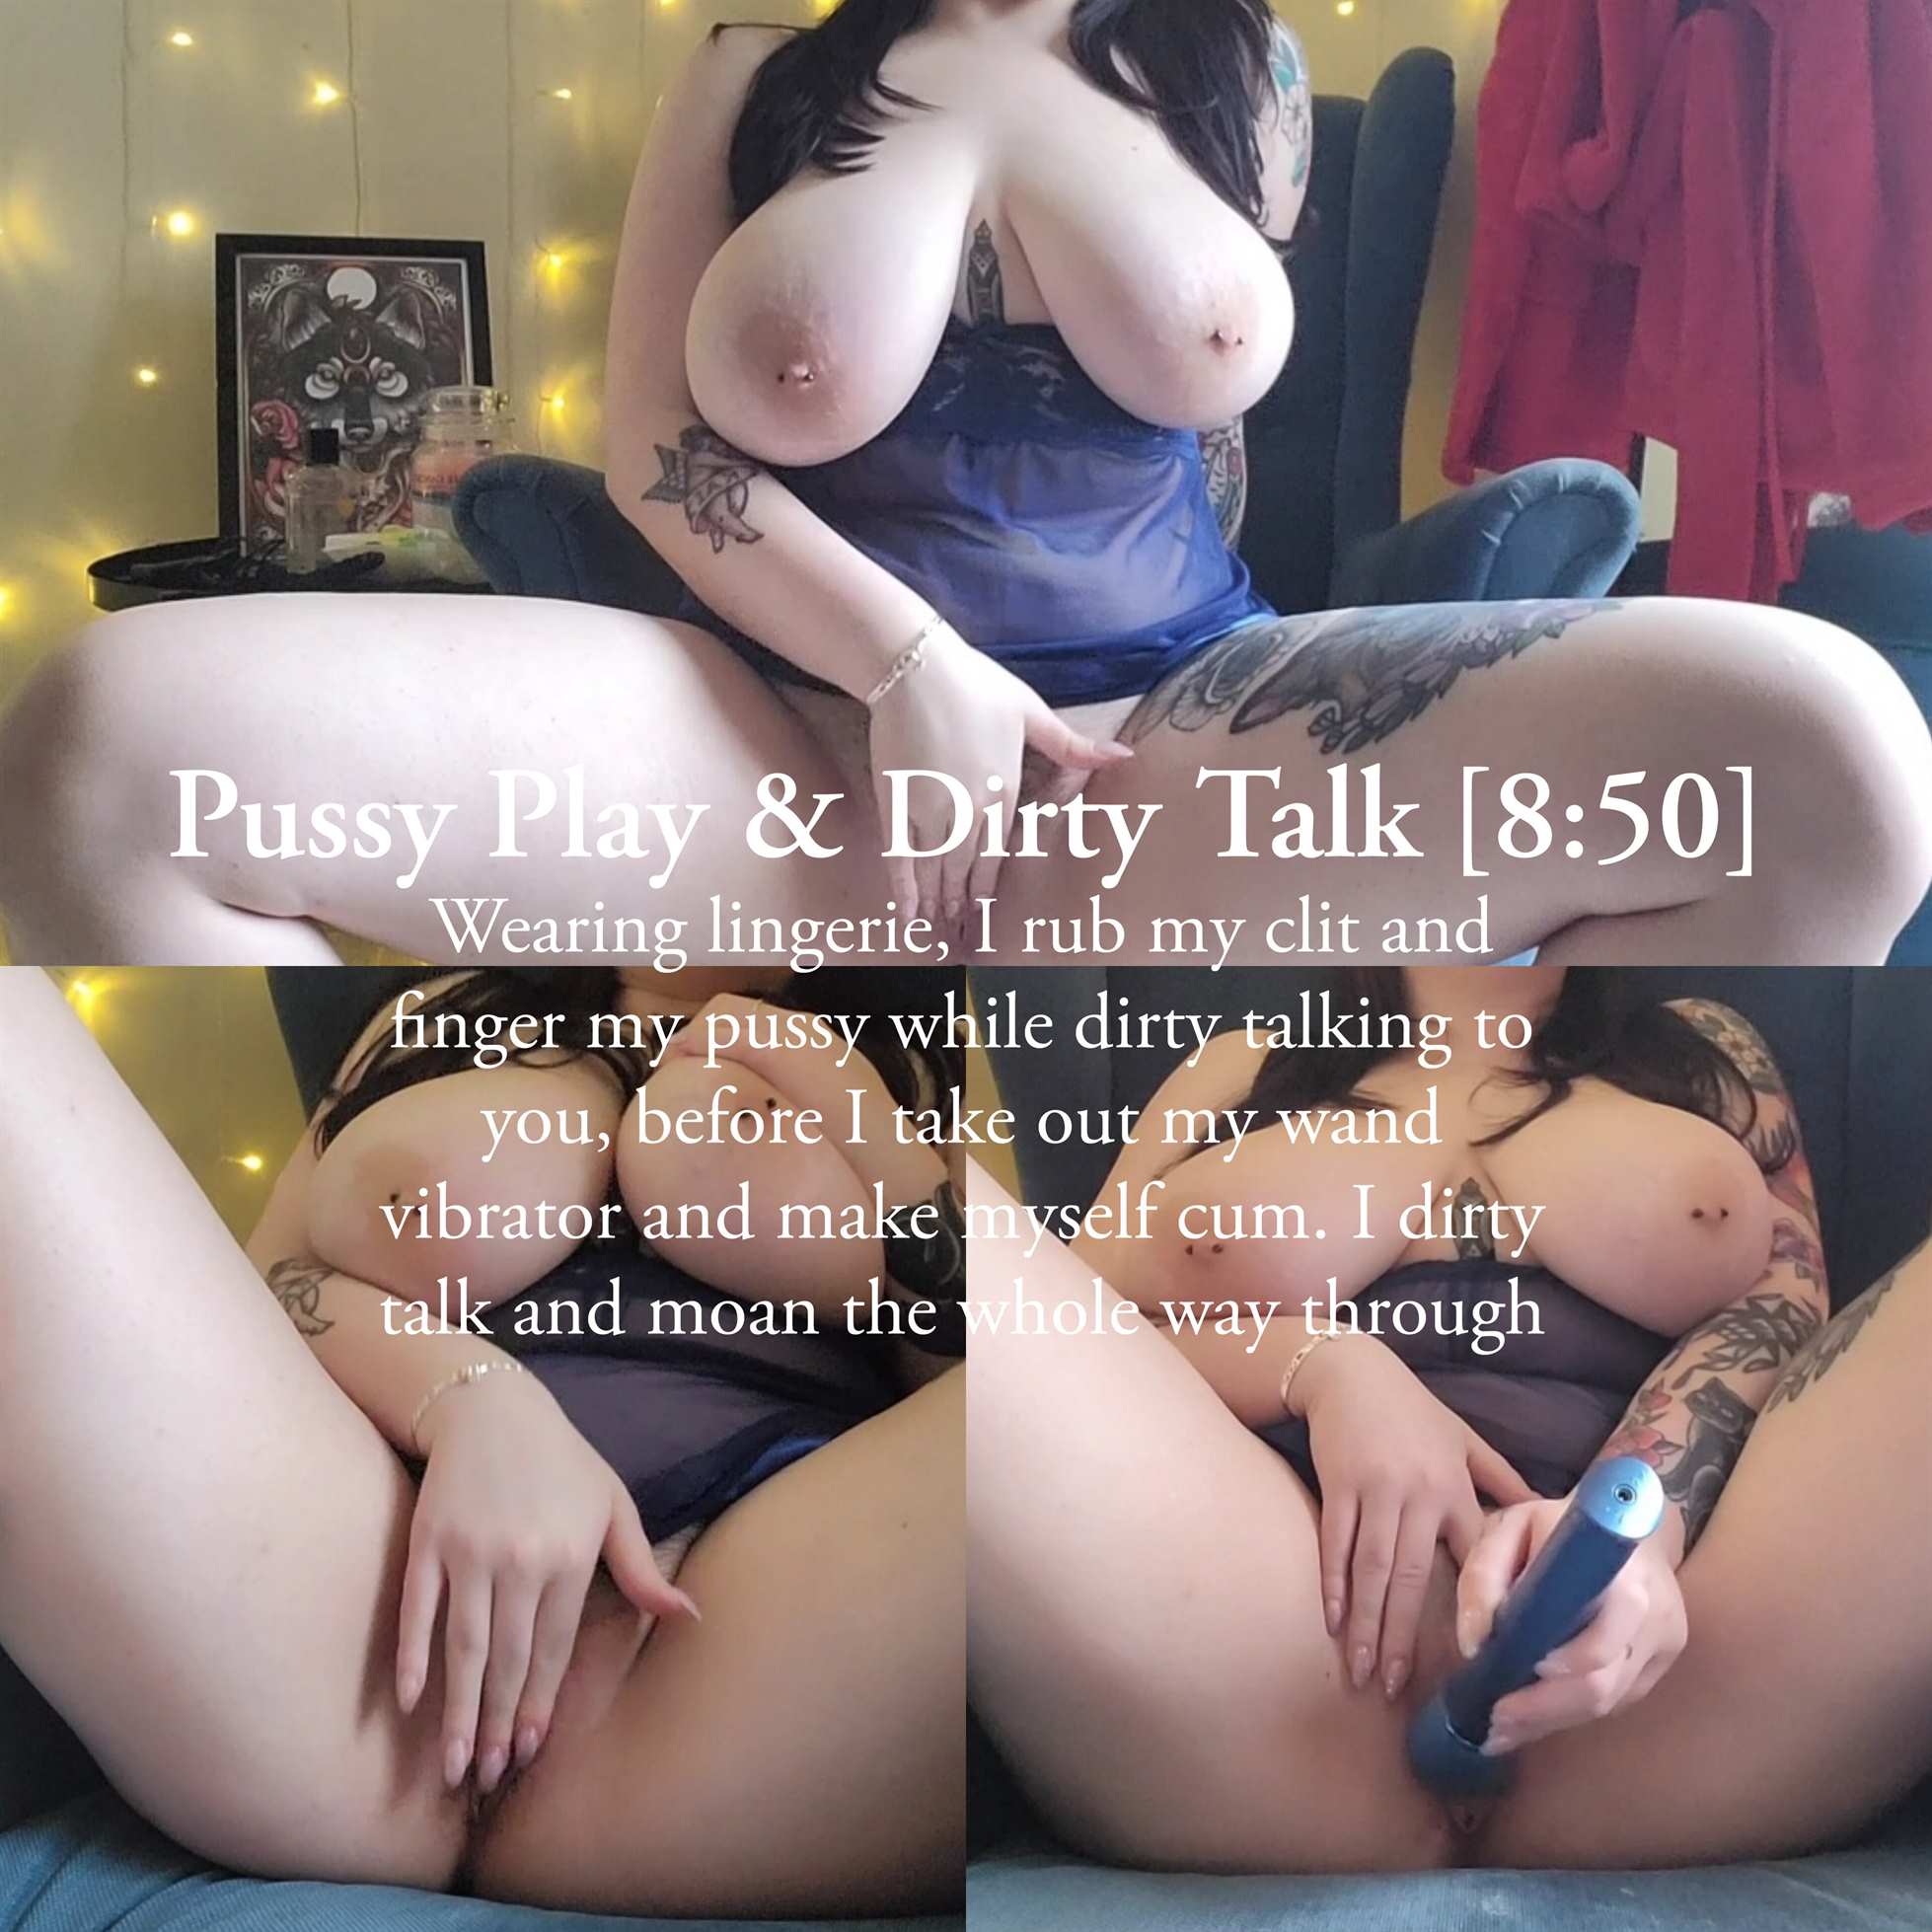 Pussy Play & Dirty Talk [8:50]
Wearing lingerie, I rub my clit and
finger my pussy while dirty talking to
you, before I take out my wand
vibrator and make myself cum. I dirty
talk and moan the whole way through